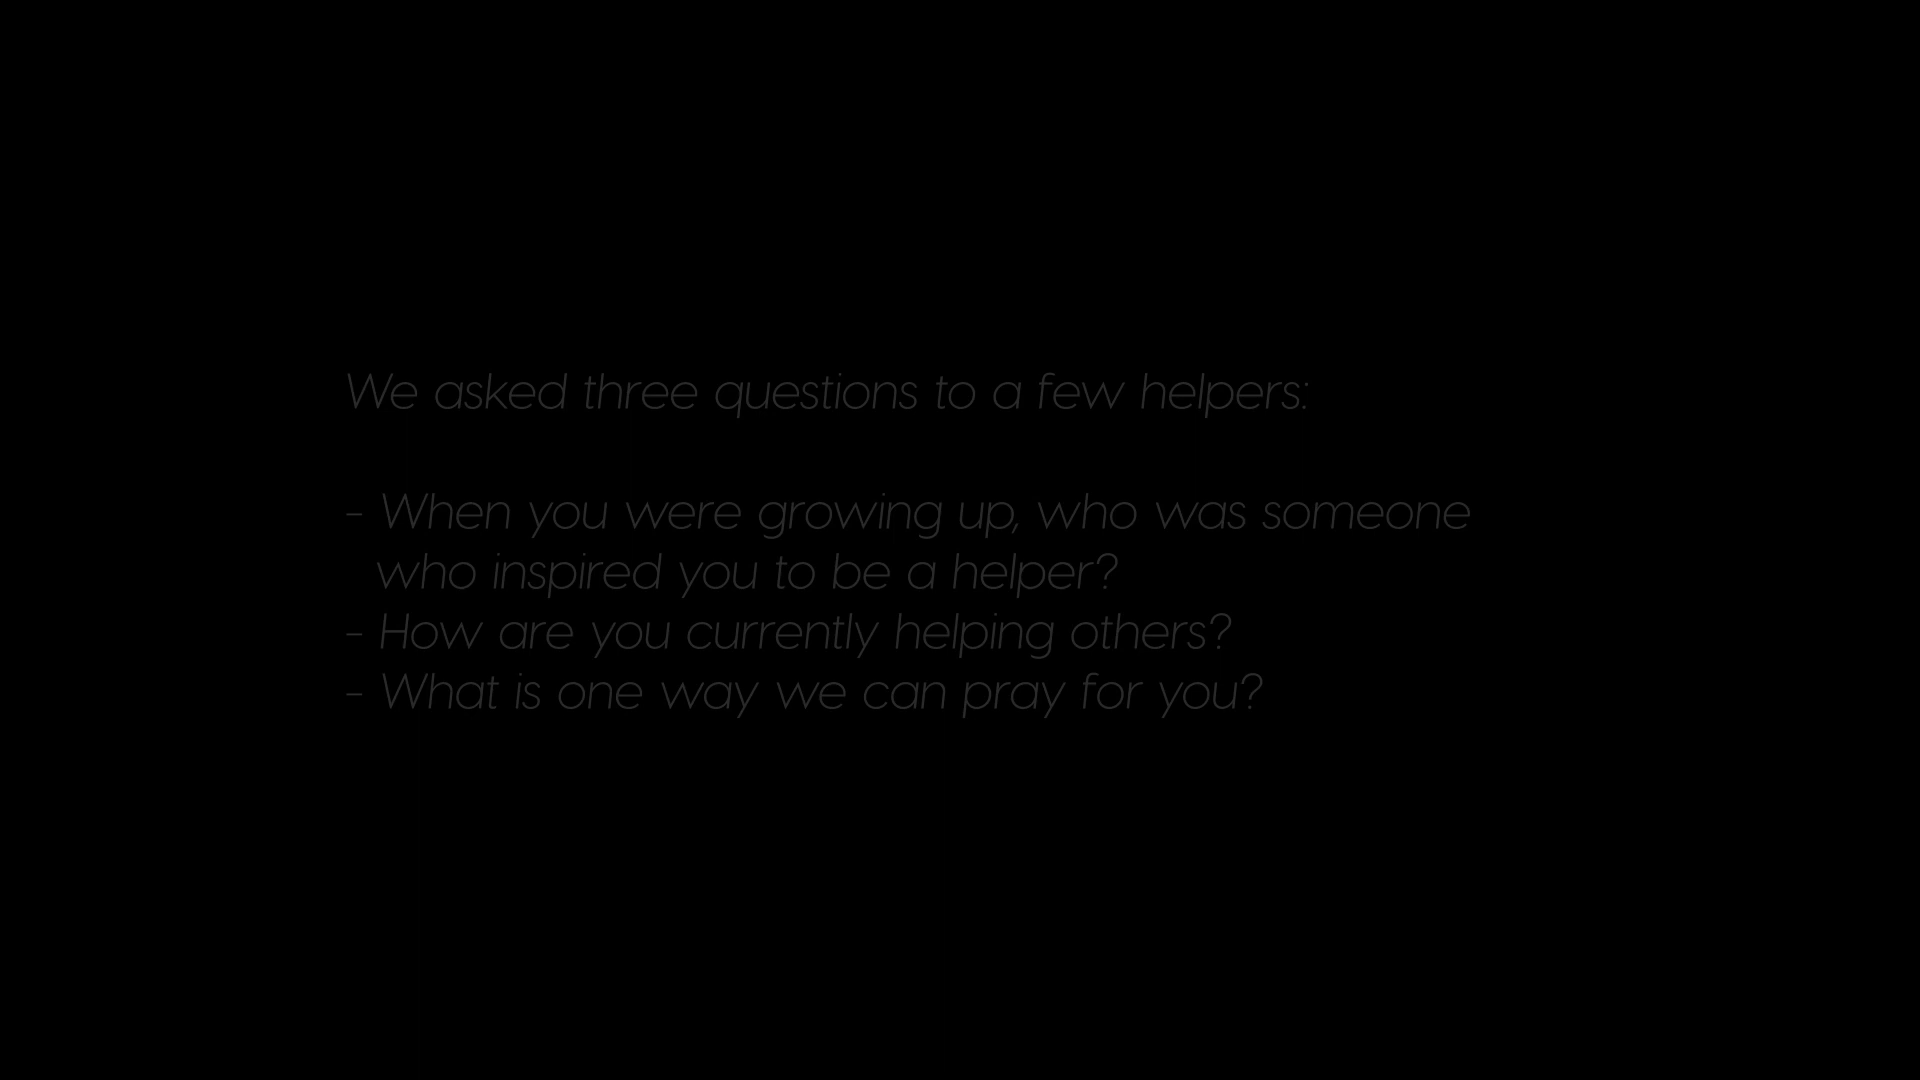 We asked three questions to a few helpers:
- When you were growing up, who was someone
who inspired you to be a helper?
- How are you currently helping others?
- What is one way we can pray for you?